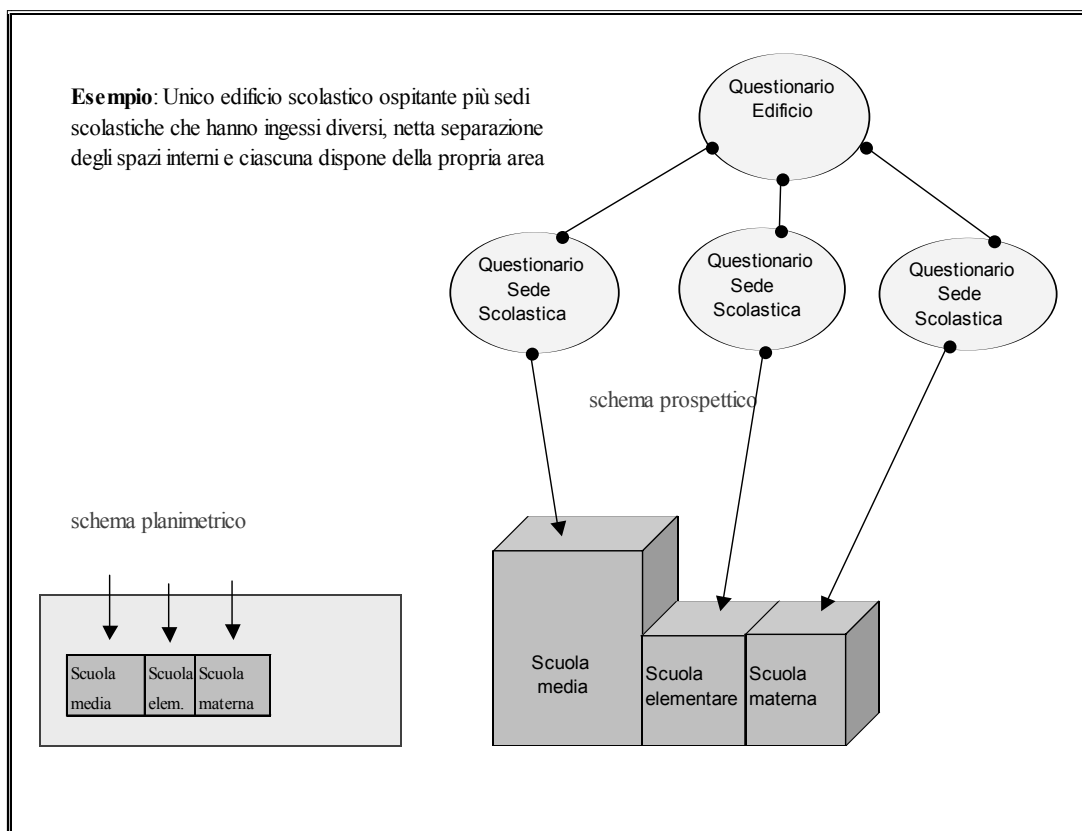 Esempio: Unico edificio scolastico ospitante più sedi
scolastiche che hanno ingessi diversi, netta separazione
degli spazi interni e ciascuna dispone della propria area
Questionario
Edificio
Questionario
Sede
Scolastica
Questionario
Sede
Scolastica
Questionario
Sede
Scolastica
schema prospettico
schema planimetrico
Scuola
media
Scuola
elem.
Scuola
materna
Scuola
media
Scuola
elementare
Scuola
materna